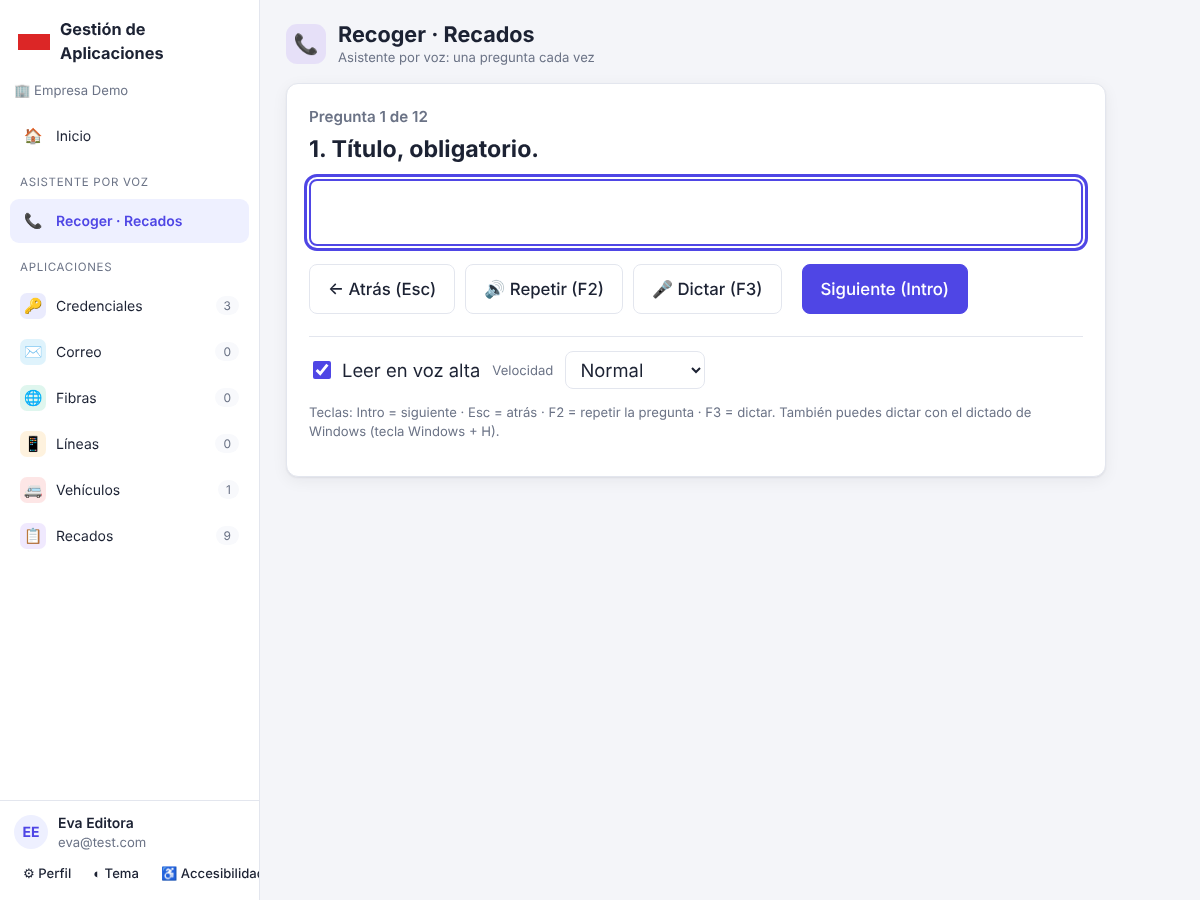 Gestión de
Aplicaciones
Empresa Demo
Inicio
ASISTENTE POR VOZ
Recoger · Recados
APLICACIONES
Credenciales 3
Correo 0
Fibras 0
Líneas 0
Vehículos 1
Recados 9
EE
Eva Editora
eva@test.com
Perfil Tema Accesibilidad
Recoger · Recados
Asistente por voz: una pregunta cada vez
Pregunta 1 de 12
1. Título, obligatorio.
← Atrás (Esc) Repetir (F2) Dictar (F3) Siguiente (Intro)
Leer en voz alta Velocidad Normal
Teclas: Intro = siguiente · Esc = atrás · F2 = repetir la pregunta · F3 = dictar. También puedes dictar con el dictado de
Windows (tecla Windows + H).